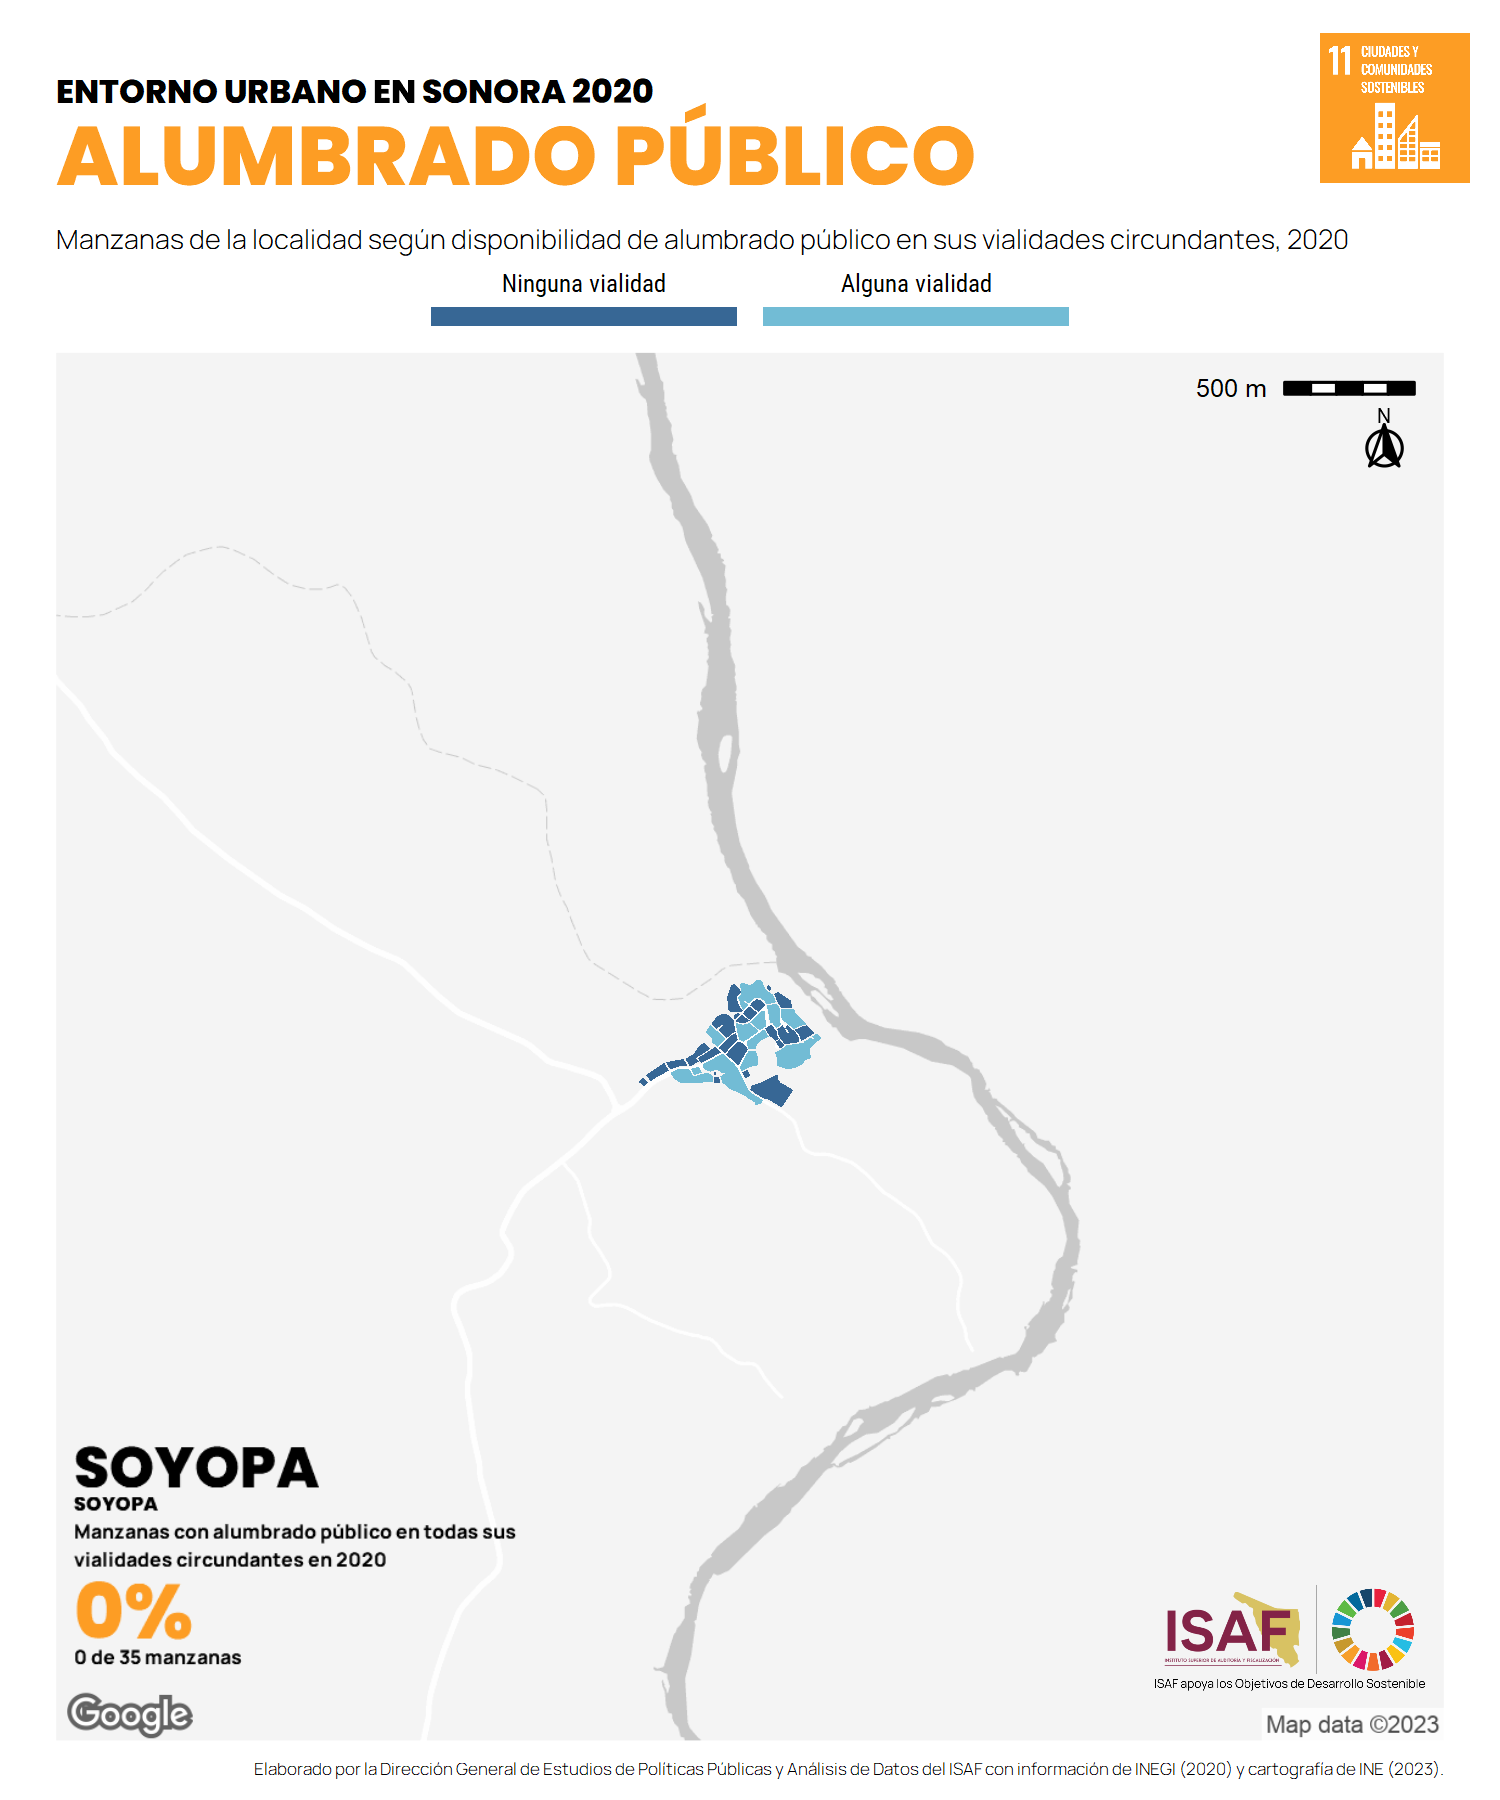 ENTORNO URBANO EN SONORA 2020
ALUMBRADO PÚBLICO
11 CIUDADES Y
COMUNIDADES
SOSTENIBLES
Manzanas de la localidad según disponibilidad de alumbrado público en sus vialidades circundantes, 2020
Ninguna vialidad
Alguna vialidad
500 m
N
SOYOPA
SOYOPA
Manzanas con alumbrado público en todas sus
vialidades circundantes en 2020
0%
0 de 35 manzanas
Google
ISAF
INSTITUTO SUPERIOR DE AUDITORÍA Y FISCALIZACIÓN
ISAF apoya los Objetivos de Desarrollo Sostenible
Map data ©2023
Elaborado por la Dirección General de Estudios de Políticas Públicas y Análisis de Datos del ISAF con información de INEGI (2020) y cartografía de INE (2023).